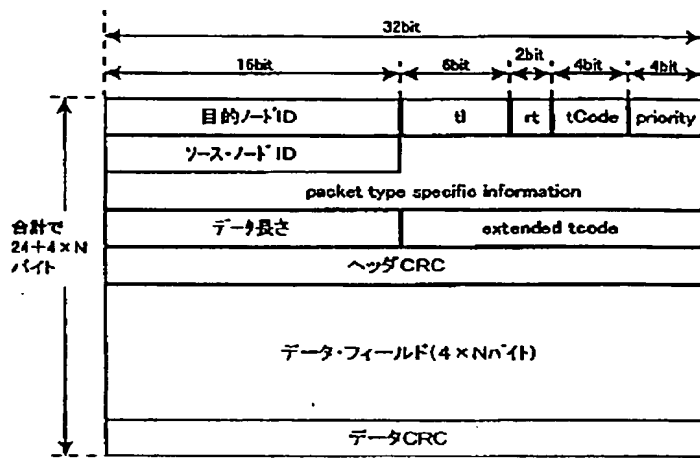 32bit
16bit 6bit 2bit 4bit 4bit
目的ノードID tl rt tCode priority
ソース・ノードID
packet type specific information
データ長さ extended tcode
ヘッダCRC
合計で
24+4×N
バイト
データ・フィールド(4×Nバイト)
データCRC